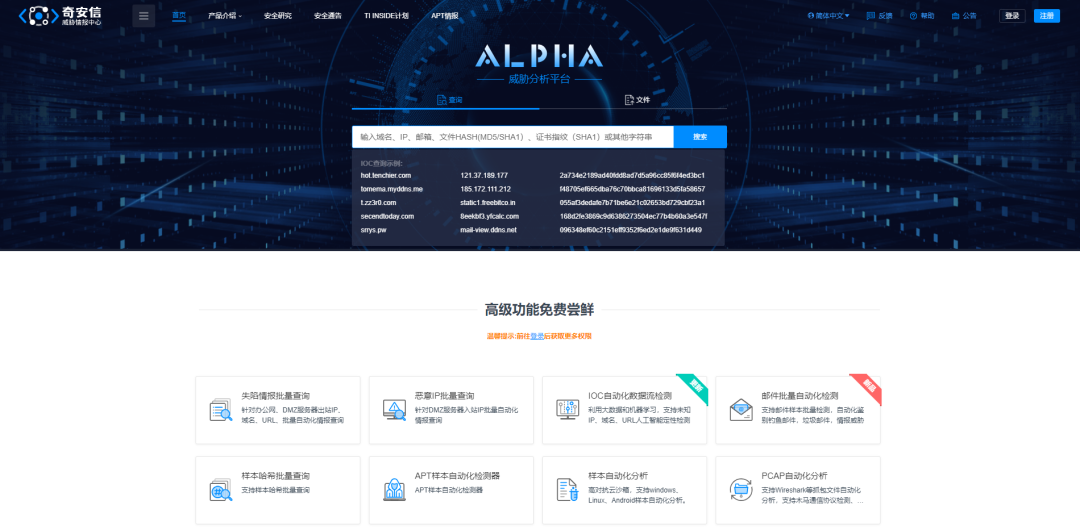 奇安信
威胁情报中心
首页 产品介绍 安全研究 安全通告 TI INSIDE计划 APT情报
简体中文 反馈 帮助 公告 登录 注册
ALPHA
威胁分析平台
查询 文件
输入域名、IP、邮箱、文件HASH(MD5/SHA1)、证书指纹（SHA1）或其他字符串 搜索
IOC查询示例:
hot.tenchier.com 121.37.189.177 2a734e2189ad40fdd8ad7d5a96cc85f6f4ed3bc1
tomema.myddns.me 185.172.111.212 f48705ef665dba76c70bbca81696133d5fa58657
t.zz3r0.com static1.freebitco.in 055af3dedafe7b71be6e21c02653bd729cbf23a1
secendtoday.com 8eekbf3.yfcalc.com 168d2fe3869c9d6386273504ec77b4b60a3e547f
smys.pw mail-view.ddns.net 096348ef60c2151eff9352f6ed2e1de9f631d449
高级功能免费尝鲜
温馨提示:前往登录后获取更多权限
失陷情报批量查询
针对办公网、DMZ服务器出站IP、
域名、URL、批量自动化情报查询
恶意IP批量查询
针对DMZ服务器入站IP批量自动化
情报查询
IOC自动化数据流检测
利用大数据和机器学习，支持未知
IP、域名、URL人工智能定性检测
更新
邮件批量自动化检测
支持邮件样本批量检测，自动化鉴
别钓鱼邮件，垃圾邮件，情报威胁
样本哈希批量查询
支持样本哈希批量查询
APT样本自动化检测器
APT样本自动化检测器
样本自动化分析
高对抗云沙箱，支持windows、
Linux、Android样本自动化分析。
PCAP自动化分析
支持Wireshark等抓包文件自动化
分析，支持木马通信协议检测，…